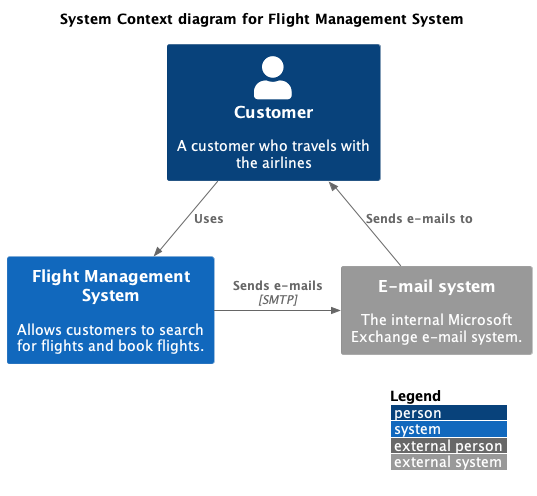 System Context diagram for Flight Management System
Customer
A customer who travels with
the airlines
Uses
Sends e-mails to
Flight Management
System
Allows customers to search
for flights and book flights.
Sends e-mails
[SMTP]
E-mail system
The internal Microsoft
Exchange e-mail system.
Legend
person
system
external person
external system